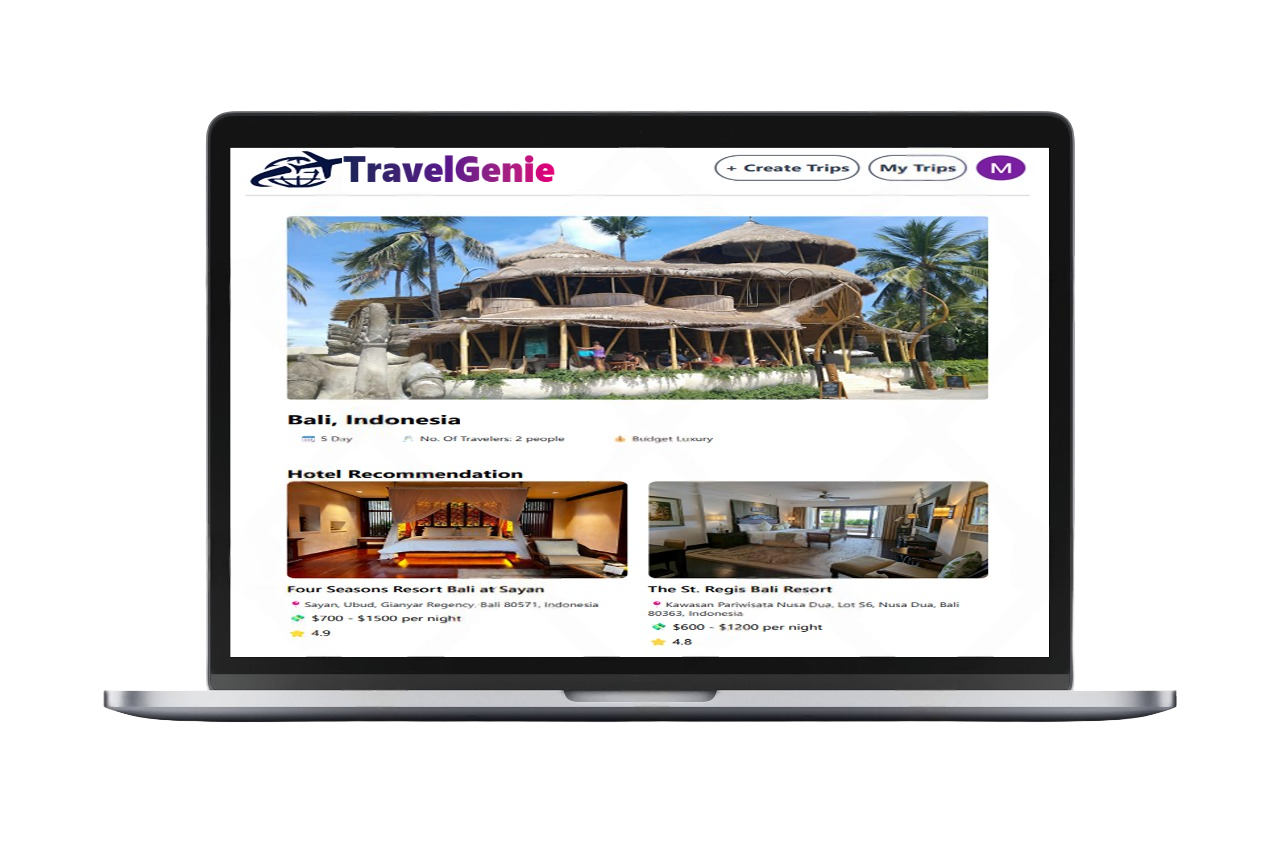 TravelGenie
+ Create Trips
My Trips
M
Bali, Indonesia
5 Day
No. Of Travelers: 2 people
Budget Luxury
Hotel Recommendation
Four Seasons Resort Bali at Sayan
Sayan, Ubud, Gianyar Regency, Bali 80571, Indonesia
$700 - $1500 per night
4.9
The St. Regis Bali Resort
Kawasan Pariwisata Nusa Dua, Lot S6, Nusa Dua, Bali
80363, Indonesia
$600 - $1200 per night
4.8